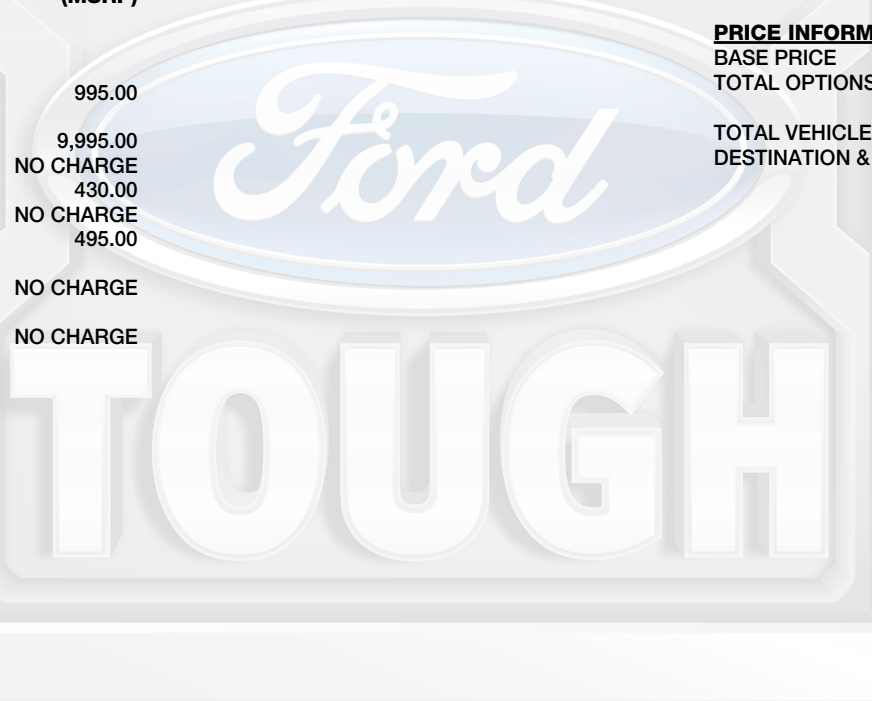 (MSRP)
995.00
9,995.00
NO CHARGE
430.00
NO CHARGE
495.00
NO CHARGE
NO CHARGE
PRICE INFORM
BASE PRICE
TOTAL OPTIONS
TOTAL VEHICLE
DESTINATION &
Ford
TOUGH